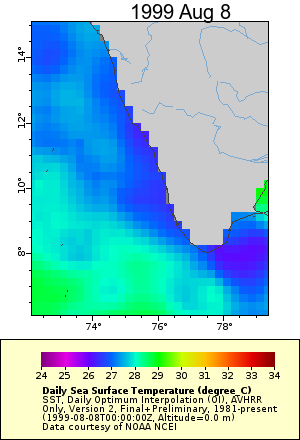 1999 Aug 8
14°
12°
10°
8°
74°
76°
78°
24 25 26 27 28 29 30 31 32 33 34
Daily Sea Surface Temperature (degree_C)
SST, Daily Optimum Interpolation (OI), AVHRR
Only, Version 2, Final+Preliminary, 1981-present
(1999-08-08T00:00:00Z, Altitude=0.0 m)
Data courtesy of NOAA NCEI